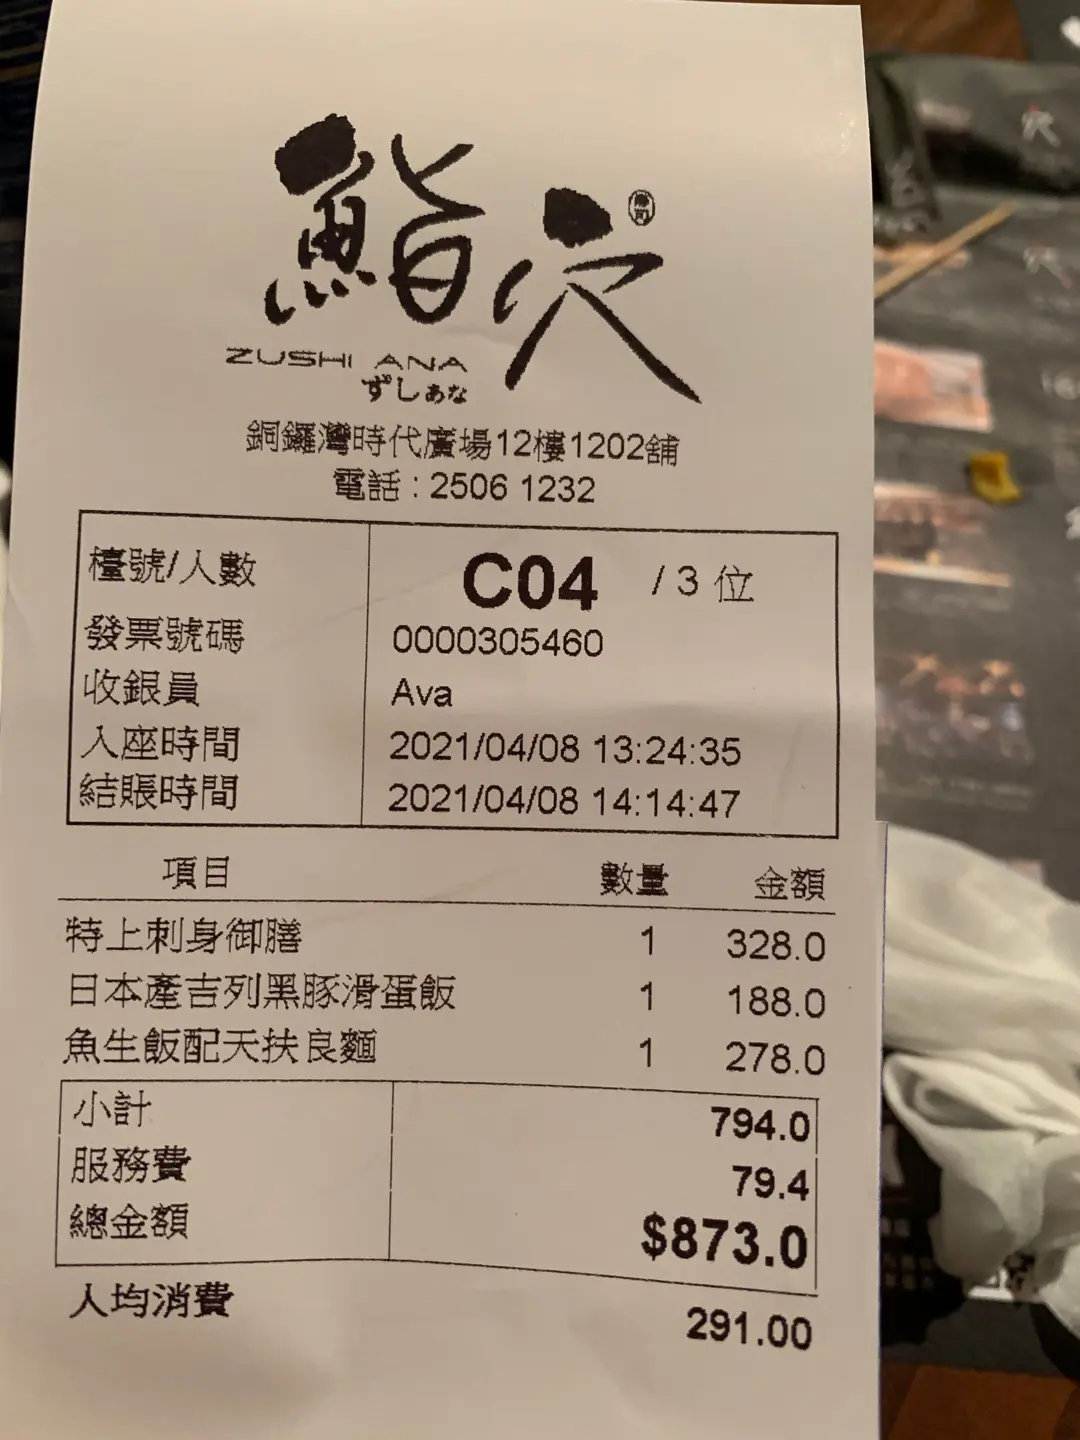 鮨穴
ZUSHI ANA
ずしあな
銅鑼灣時代廣場12樓1202舖
電話：2506 1232
檯號/人數 C04 / 3 位
發票號碼 0000305460
收銀員 Ava
入座時間 2021/04/08 13:24:35
結賬時間 2021/04/08 14:14:47
項目 數量 金額
特上刺身御膳 1 328.0
日本產吉列黑豚滑蛋飯 1 188.0
魚生飯配天扶良麵 1 278.0
小計 794.0
服務費 79.4
總金額 $873.0
人均消費 291.00